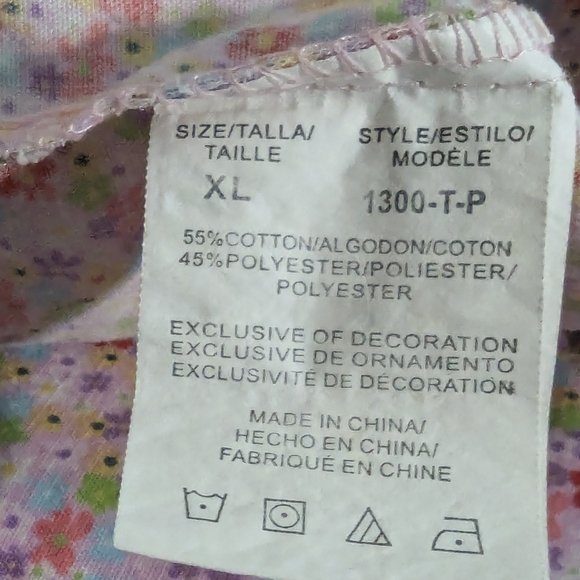 SIZE/TALLA/
TAILLE
XL
STYLE/ESTILO/
MODÈLE
1300-T-P
55%COTTON/ALGODON/COTON
45%POLYESTER/POLIESTER/
POLYESTER
EXCLUSIVE OF DECORATION
EXCLUSIVE DE ORNAMENTO
EXCLUSIVITÉ DE DÉCORATION
MADE IN CHINA/
HECHO EN CHINA/
FABRIQUÉ EN CHINE